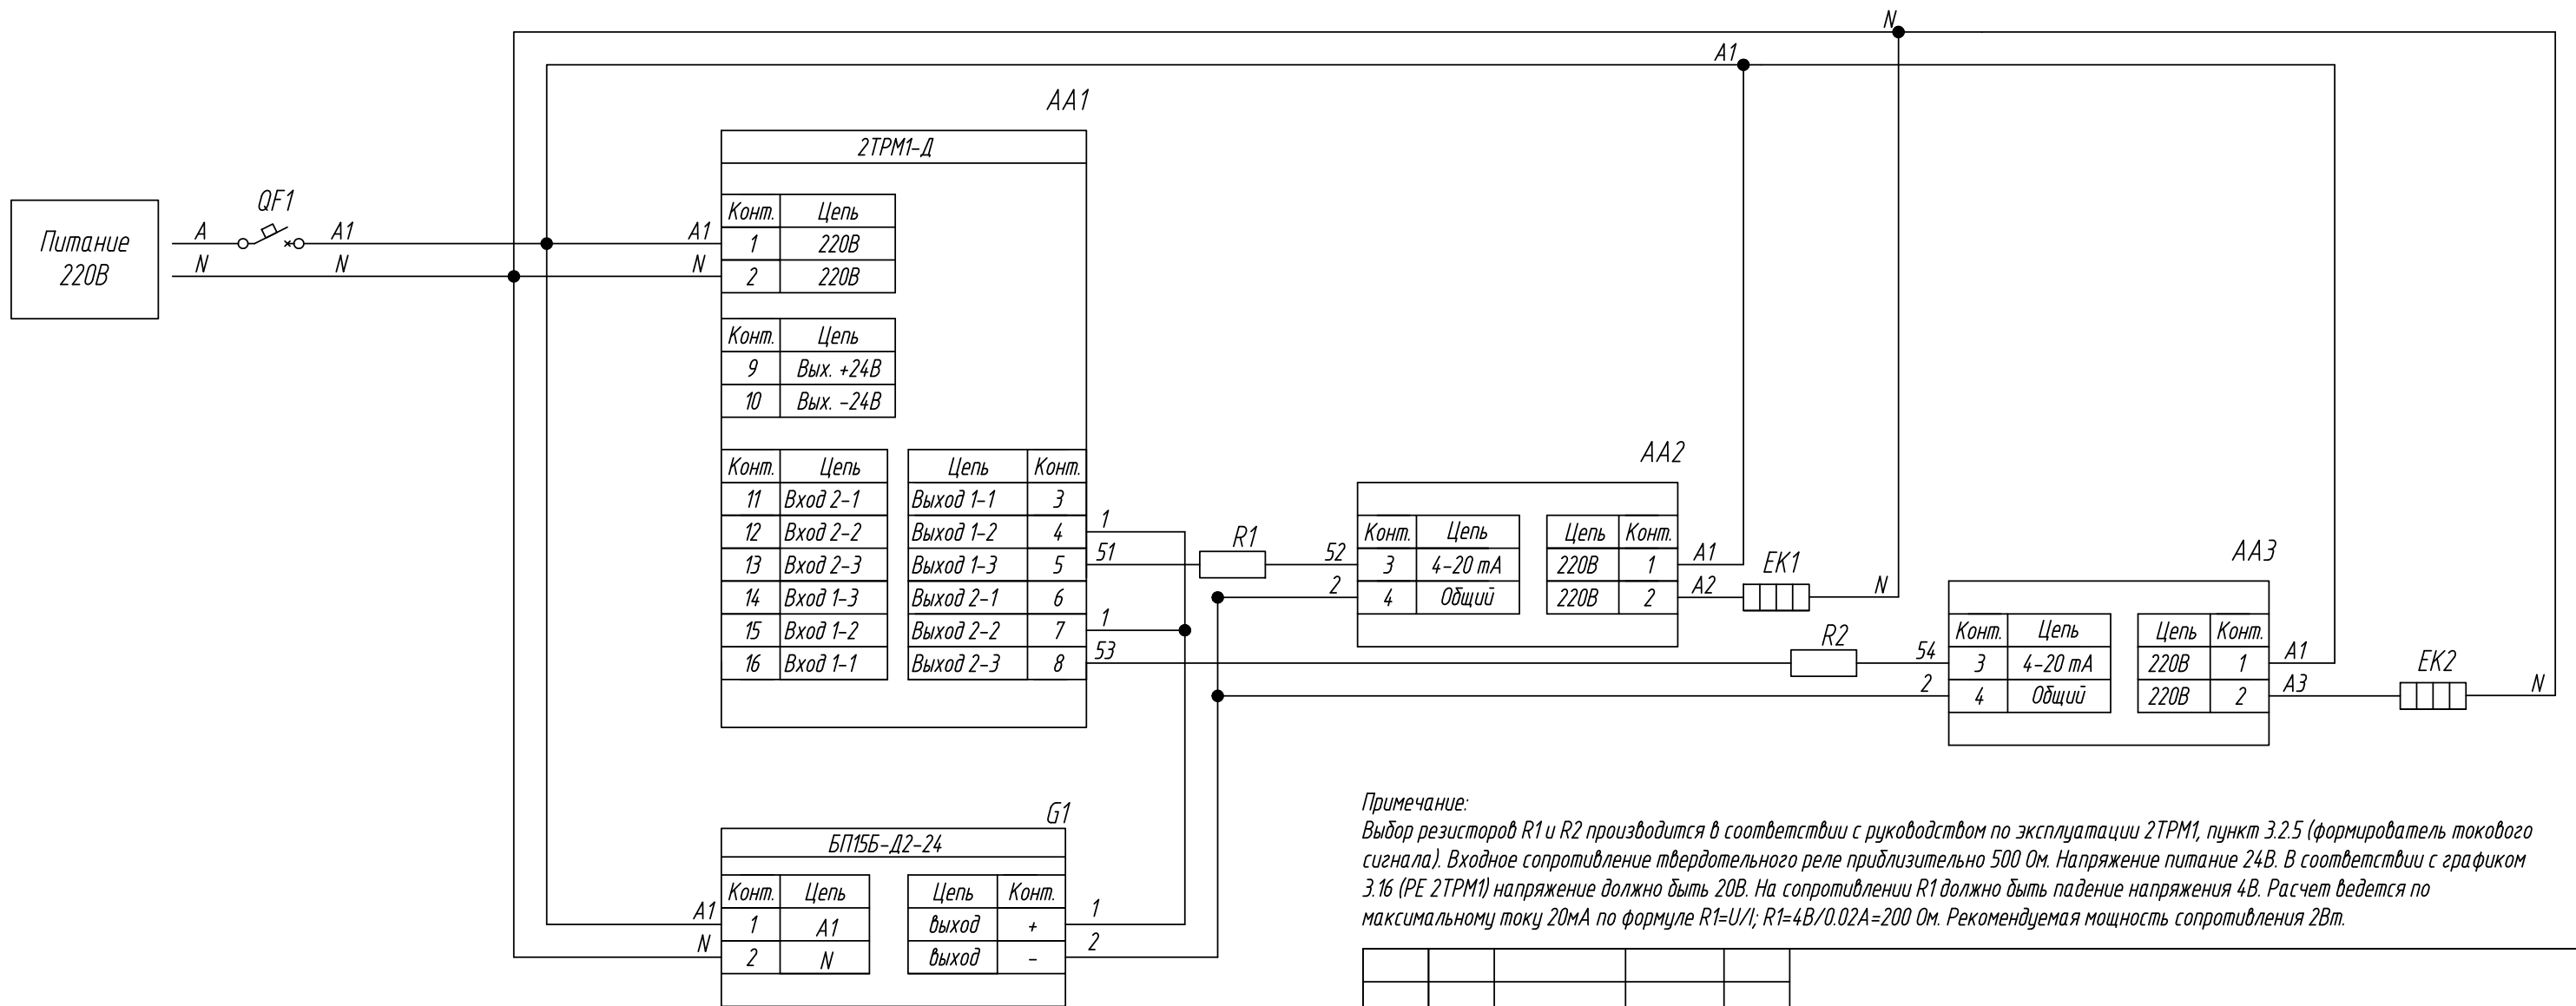 N
A1
AA1
2ТРМ1-Д
Питание
220В
A
QF1
A1
N
N
A1
N
Конт. Цепь
1 220В
2 220В
Конт. Цепь
9 Вых. +24В
10 Вых. -24В
Конт. Цепь
11 Вход 2-1
12 Вход 2-2
13 Вход 2-3
14 Вход 1-3
15 Вход 1-2
16 Вход 1-1
Цепь Конт.
Выход 1-1 3
Выход 1-2 4
Выход 1-3 5
Выход 2-1 6
Выход 2-2 7
Выход 2-3 8
1
51
1
53
R1
52
2
AA2
Конт. Цепь
3 4-20 mA
4 Общий
Цепь Конт.
220В 1
220В 2
A1
A2
EK1
N
R2
54
2
AA3
Конт. Цепь
3 4-20 mA
4 Общий
Цепь Конт.
220В 1
220В 2
A1
A3
EK2
N
G1
БП15Б-Д2-24
A1
N
Конт. Цепь
1 A1
2 N
Цепь Конт.
выход +
выход -
1
2
Примечание:
Выбор резисторов R1 и R2 производится в соответствии с руководством по эксплуатации 2ТРМ1, пункт 3.2.5 (формирователь токового
сигнала). Входное сопротивление твердотельного реле приблизительно 500 Ом. Напряжение питание 24В. В соответствии с графиком
3.16 (РЕ 2ТРМ1) напряжение должно быть 20В. На сопротивлении R1 должно быть падение напряжения 4В. Расчет ведется по
максимальному току 20мА по формуле R1=U/I; R1=4В/0.02А=200 Ом. Рекомендуемая мощность сопротивления 2Вт.